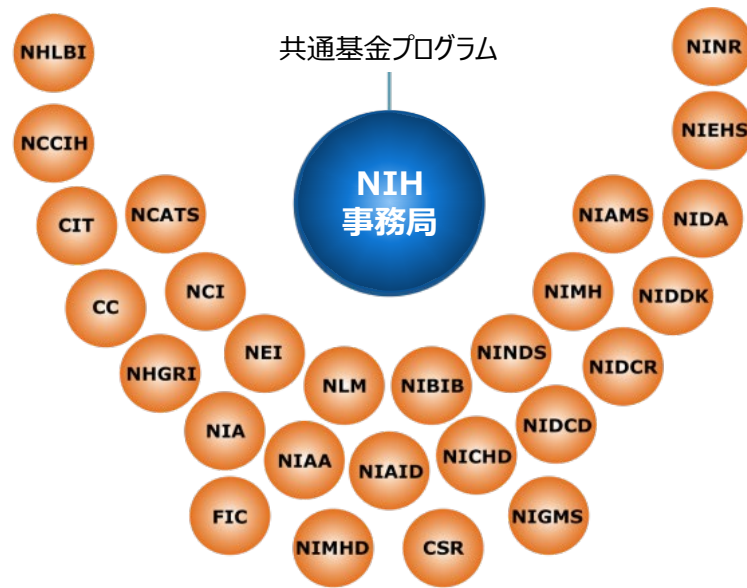 共通基金プログラム
NIH
事務局
NHLBI
NINR
NCCIH
NIEHS
CIT
NCATS
NIAMS
NIDA
CC
NCI
NIMH
NIDDK
NHGRI
NEI
NLM
NIBIB
NINDS
NIDCR
NIA
NIAA
NIAID
NICHD
NIDCD
FIC
NIMHD
CSR
NIGMS